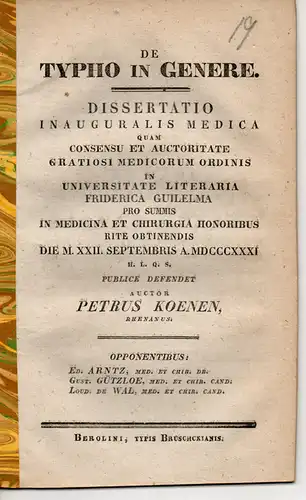 19
DE
TYPHO IN GENERE.
DISSERTATIO
INAUGURALIS MEDICA
QUAM
CONSENSU ET AUCTORITATE
GRATIOSI MEDICORUM ORDINIS
IN
UNIVERSITATE LITERARIA
FRIDERICA GUILELMA
PRO SUMMIS
IN MEDICINA ET CHIRURGIA HONORIBUS
RITE OBTINENDIS
DIE M. XXII. SEPTEMBRIS A. MDCCCXXXI
H. L. Q. S.
PUBLICE DEFENDET
AUCTOR
PETRUS KOENEN,
RHENANUS.
OPPONENTIBUS:
ED. ARNTZ, MED. ET CHIR. DR.
GUST. GÜTZLOE, MED. ET CHIR. CAND.
LOUD. DE WAL, MED. ET CHIR. CAND.
BEROLINI, TYPIS BRUSCHCKIANIS.